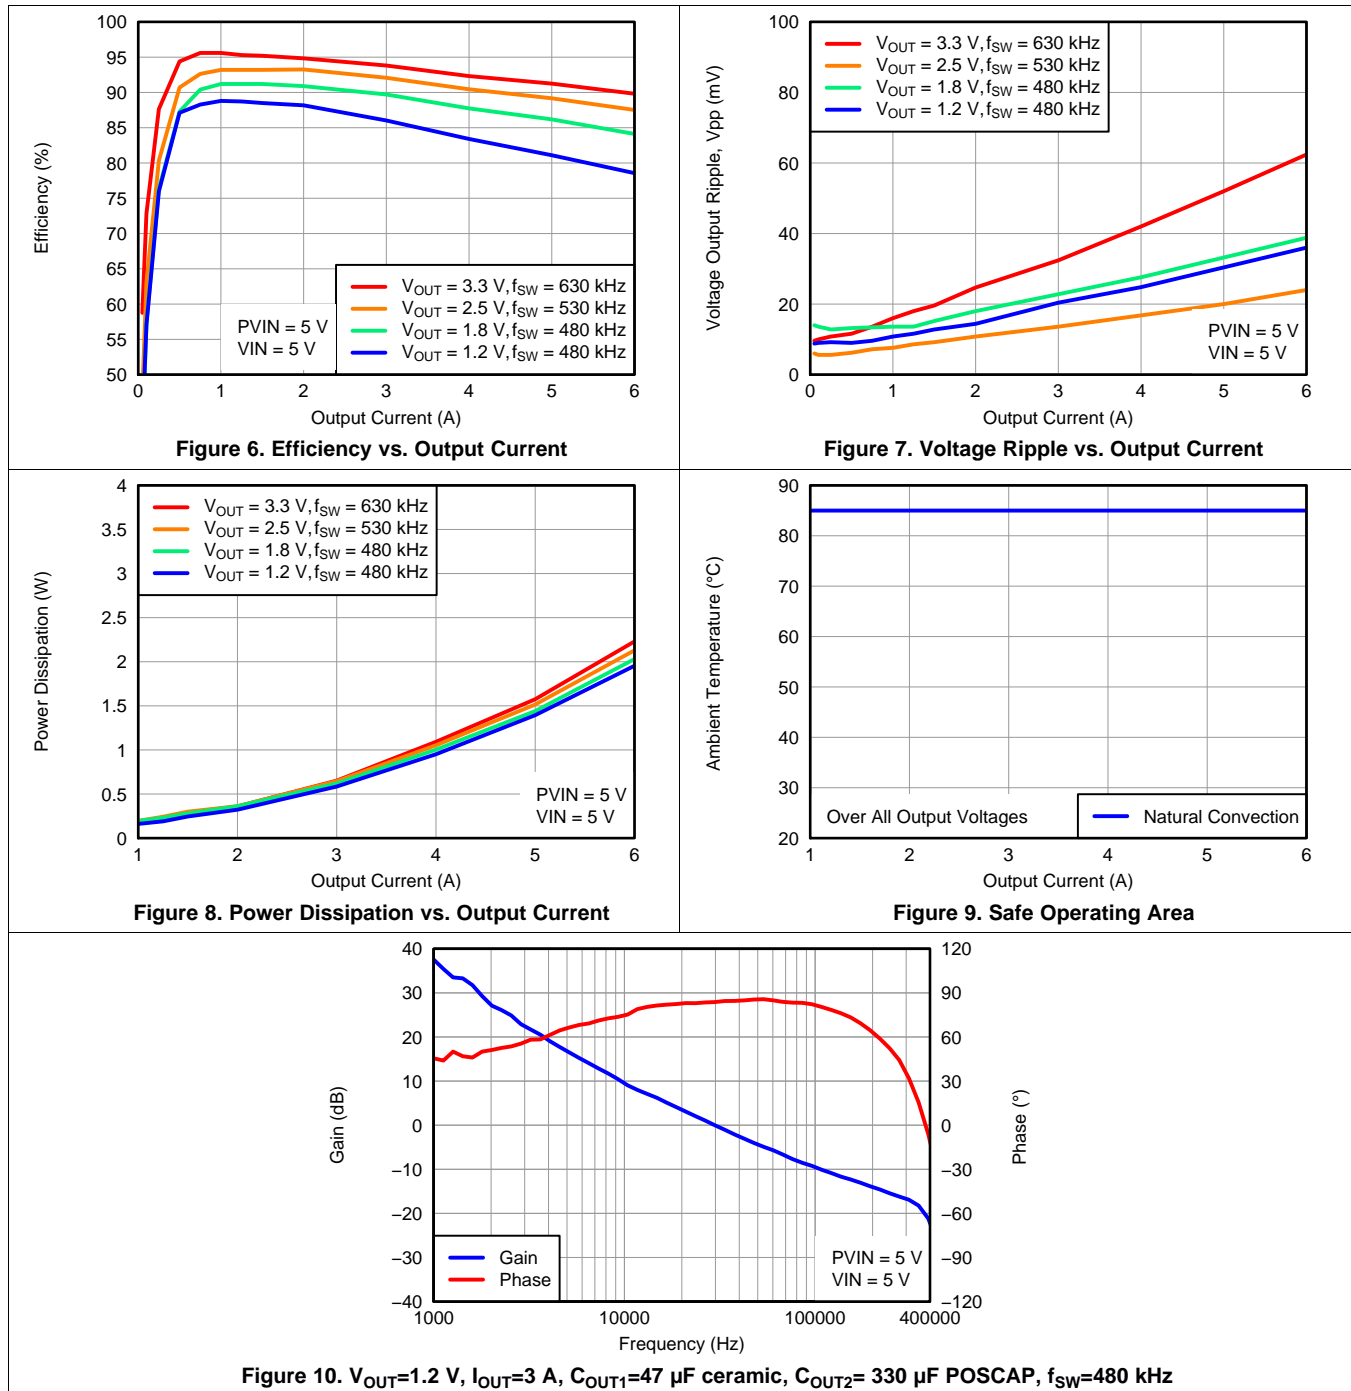 100
95
90
85
80
75
70
65
60
55
50
Efficiency (%)
PVIN = 5 V
VIN = 5 V
VOUT = 3.3 V, fSW = 630 kHz
VOUT = 2.5 V, fSW = 530 kHz
VOUT = 1.8 V, fSW = 480 kHz
VOUT = 1.2 V, fSW = 480 kHz
0 1 2 3 4 5 6
Output Current (A)
Figure 6. Efficiency vs. Output Current
100
80
60
40
20
0
Voltage Output Ripple, Vpp (mV)
VOUT = 3.3 V, fSW = 630 kHz
VOUT = 2.5 V, fSW = 530 kHz
VOUT = 1.8 V, fSW = 480 kHz
VOUT = 1.2 V, fSW = 480 kHz
PVIN = 5 V
VIN = 5 V
0 1 2 3 4 5 6
Output Current (A)
Figure 7. Voltage Ripple vs. Output Current
4
3.5
3
2.5
2
1.5
1
0.5
0
Power Dissipation (W)
VOUT = 3.3 V, fSW = 630 kHz
VOUT = 2.5 V, fSW = 530 kHz
VOUT = 1.8 V, fSW = 480 kHz
VOUT = 1.2 V, fSW = 480 kHz
PVIN = 5 V
VIN = 5 V
1 2 3 4 5 6
Output Current (A)
Figure 8. Power Dissipation vs. Output Current
90
80
70
60
50
40
30
20
Ambient Temperature (°C)
Over All Output Voltages
Natural Convection
1 2 3 4 5 6
Output Current (A)
Figure 9. Safe Operating Area
40
30
20
10
0
−10
−20
−30
−40
Gain (dB)
Gain
Phase
PVIN = 5 V
VIN = 5 V
120
90
60
30
0
−30
−60
−90
−120
Phase (°)
1000 10000 100000 400000
Frequency (Hz)
Figure 10. VOUT=1.2 V, IOUT=3 A, COUT1=47 µF ceramic, COUT2= 330 µF POSCAP, fSW=480 kHz